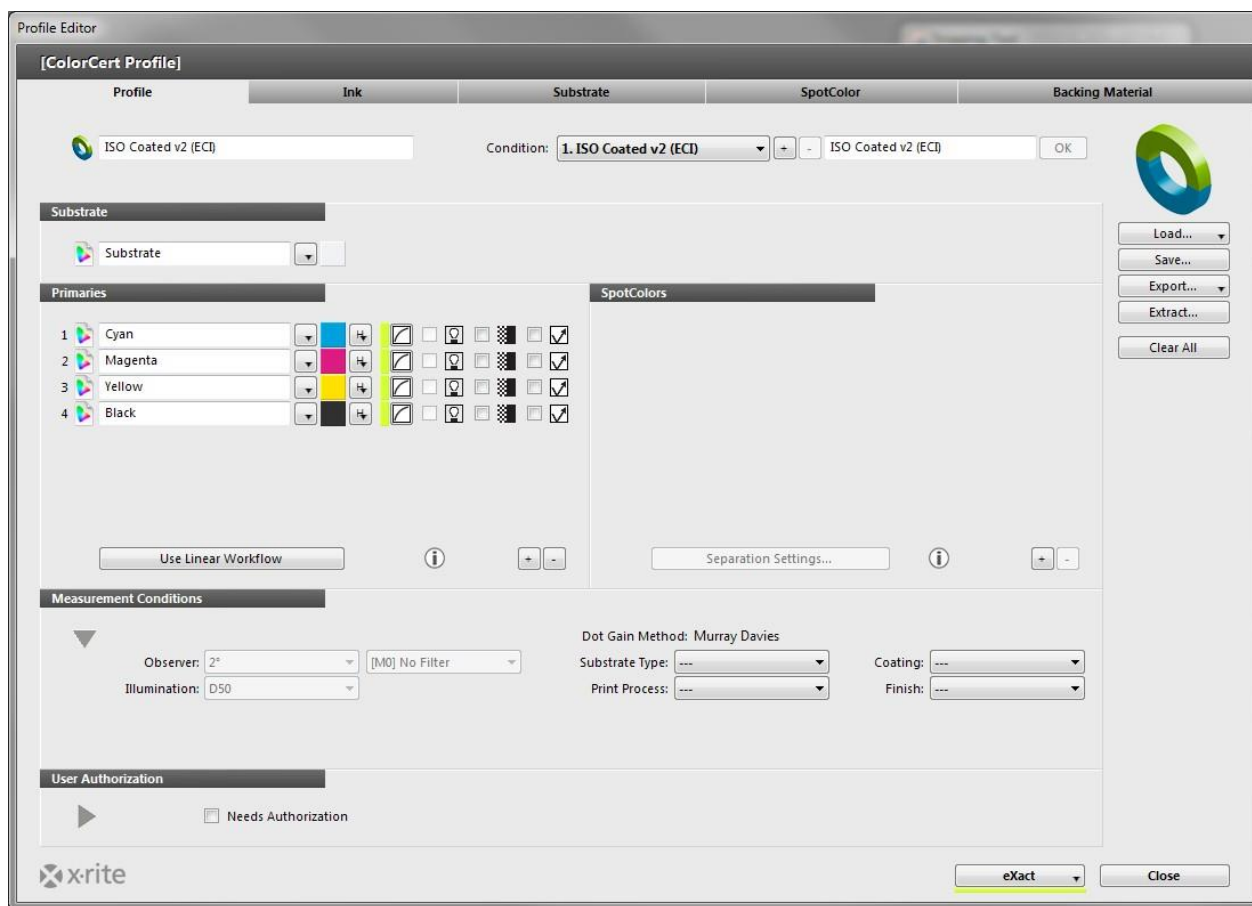 Profile Editor
[ColorCert Profile]
Profile Ink Substrate SpotColor Backing Material
ISO Coated v2 (ECI) Condition: 1. ISO Coated v2 (ECI) + - ISO Coated v2 (ECI) OK
Substrate
Substrate
Load...
Save...
Export...
Extract...
Clear All
Primaries
1 Cyan
2 Magenta
3 Yellow
4 Black
Use Linear Workflow i + -
SpotColors
Separation Settings... i + -
Measurement Conditions
Observer: 2° [M0] No Filter
Illumination: D50
Dot Gain Method: Murray Davies
Substrate Type: --- Coating: ---
Print Process: --- Finish: ---
User Authorization
Needs Authorization
x·rite eXact Close